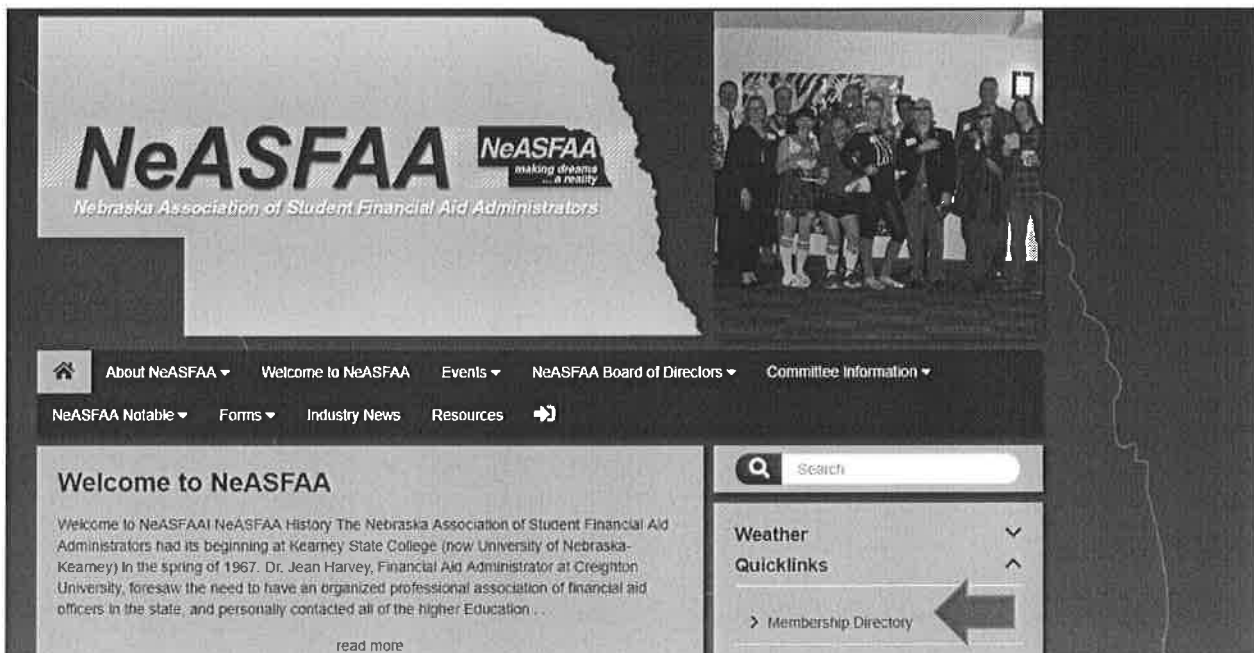 NeASFAA
NeASFAA
making dreams
... a reality
Nebraska Association of Student Financial Aid Administrators
About NeASFAA Welcome to NeASFAA Events NeASFAA Board of Directors Committee Information
NeASFAA Notable Forms Industry News Resources
Welcome to NeASFAA
Welcome to NeASFAA! NeASFAA History The Nebraska Association of Student Financial Aid
Administrators had its beginning at Kearney State College (now University of Nebraska-
Kearney) in the spring of 1967. Dr. Jean Harvey, Financial Aid Administrator at Creighton
University, foresaw the need to have an organized professional association of financial aid
officers in the state, and personally contacted all of the higher Education . .
read more
Search
Weather
Quicklinks
Membership Directory